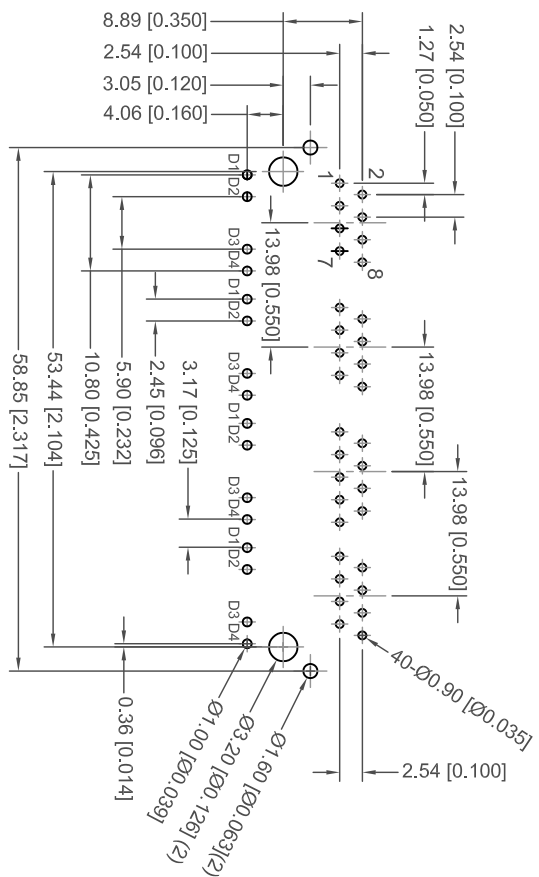 8.89 [0.350]
2.54 [0.100]
3.05 [0.120]
4.06 [0.160]
1.27 [0.050]
2.54 [0.100]
D1
D2
D3
D4
D1
D2
D3
D4
D1
D2
D3
D4
D1
D2
D3
D4
1
2
7
8
13.98 [0.550]
13.98 [0.550]
13.98 [0.550]
3.17 [0.125]
2.45 [0.096]
5.90 [0.232]
10.80 [0.425]
53.44 [2.104]
58.85 [2.317]
0.36 [0.014]
Ø1.00 [Ø0.039]
Ø3.20 [Ø0.126] (2)
Ø1.60 [Ø0.063](2)
40-Ø0.90 [Ø0.035]
2.54 [0.100]